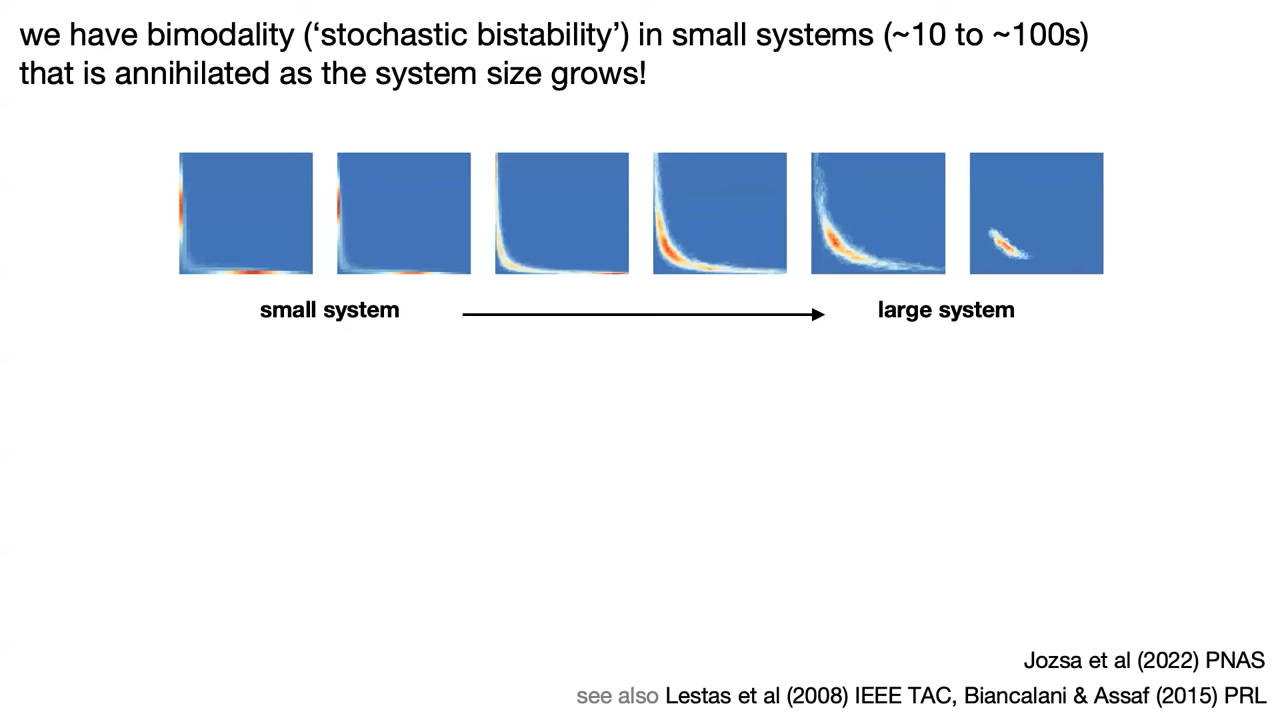 we have bimodality (‘stochastic bistability’) in small systems (~10 to ~100s)
that is annihilated as the system size grows!
small system
large system
Jozsa et al (2022) PNAS
see also Lestas et al (2008) IEEE TAC, Biancalani & Assaf (2015) PRL